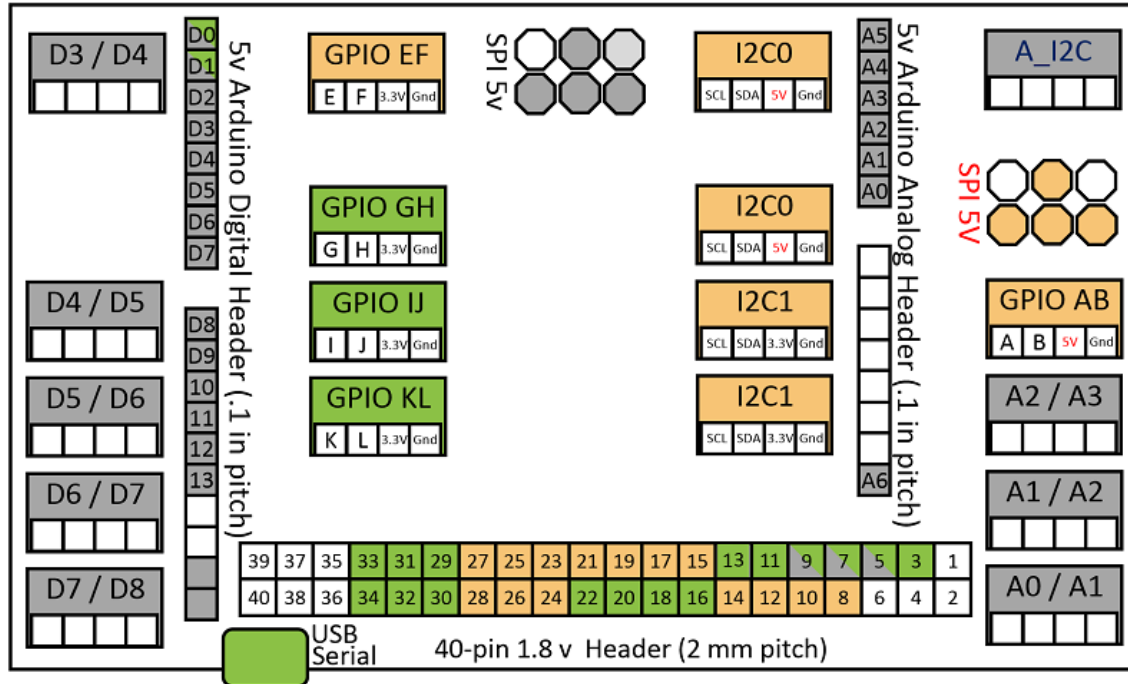 D3 / D4
D0
D1
D2
D3
D4
D5
D6
D7
D8
D9
10
11
12
13
5v Arduino Digital Header (.1 in pitch)
D4 / D5
D5 / D6
D6 / D7
D7 / D8
GPIO EF
E F 3.3V Gnd
GPIO GH
G H 3.3V Gnd
GPIO IJ
I J 3.3V Gnd
GPIO KL
K L 3.3V Gnd
SPI 5v
I2C0
SCL SDA 5V Gnd
I2C0
SCL SDA 5V Gnd
I2C1
SCL SDA 3.3V Gnd
I2C1
SCL SDA 3.3V Gnd
A5
A4
A3
A2
A1
A0
A6
5v Arduino Analog Header (.1 in pitch)
A_I2C
SPI 5V
GPIO AB
A B 5V Gnd
A2 / A3
A1 / A2
A0 / A1
39 37 35 33 31 29 27 25 23 21 19 17 15 13 11 9 7 5 3 1
40 38 36 34 32 30 28 26 24 22 20 18 16 14 12 10 8 6 4 2
USB
Serial
40-pin 1.8 v Header (2 mm pitch)